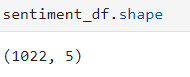 sentiment_df.shape
(1022, 5)